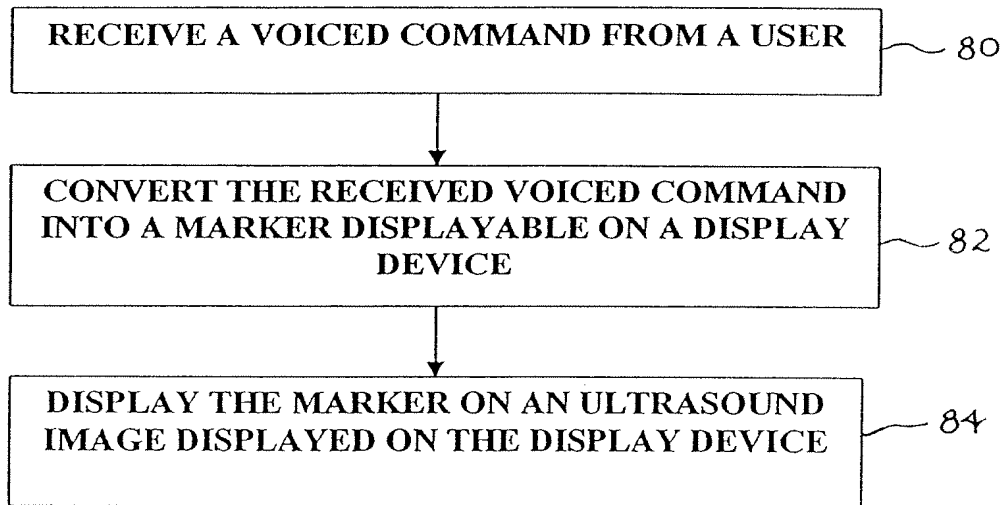 RECEIVE A VOICED COMMAND FROM A USER
80
CONVERT THE RECEIVED VOICED COMMAND
INTO A MARKER DISPLAYABLE ON A DISPLAY
DEVICE
82
DISPLAY THE MARKER ON AN ULTRASOUND
IMAGE DISPLAYED ON THE DISPLAY DEVICE
84